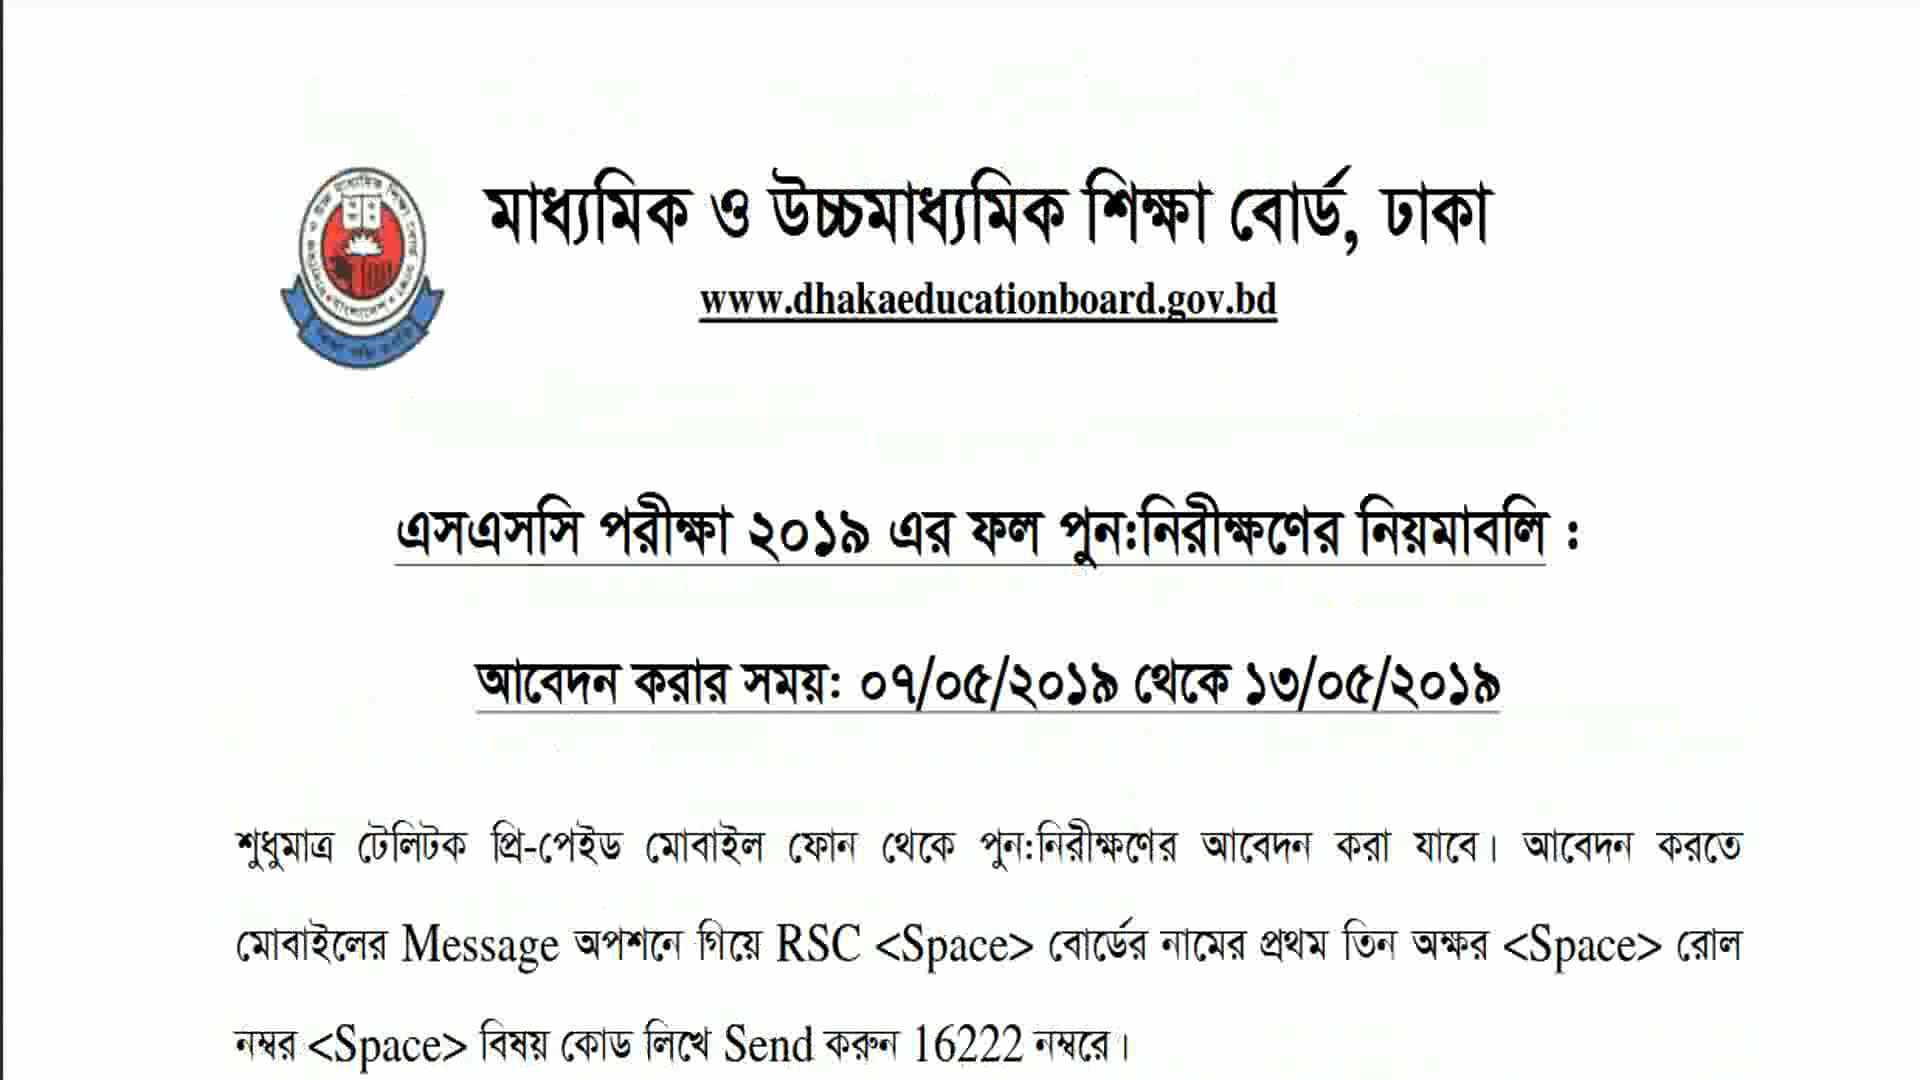 মাধ্যমিক ও উচ্চমাধ্যমিক শিক্ষা বোর্ড, ঢাকা
www.dhakaeducationboard.gov.bd
এসএসসি পরীক্ষা ২০১৯ এর ফল পুন:নিরীক্ষণের নিয়মাবলি :
আবেদন করার সময়: ০৭/০৫/২০১৯ থেকে ১৩/০৫/২০১৯
শুধুমাত্র টেলিটক প্রি-পেইড মোবাইল ফোন থেকে পুন:নিরীক্ষণের আবেদন করা যাবে। আবেদন করতে
মোবাইলের Message অপশনে গিয়ে RSC <Space> বোর্ডের নামের প্রথম তিন অক্ষর <Space> রোল
নম্বর <Space> বিষয় কোড লিখে Send করুন 16222 নম্বরে।